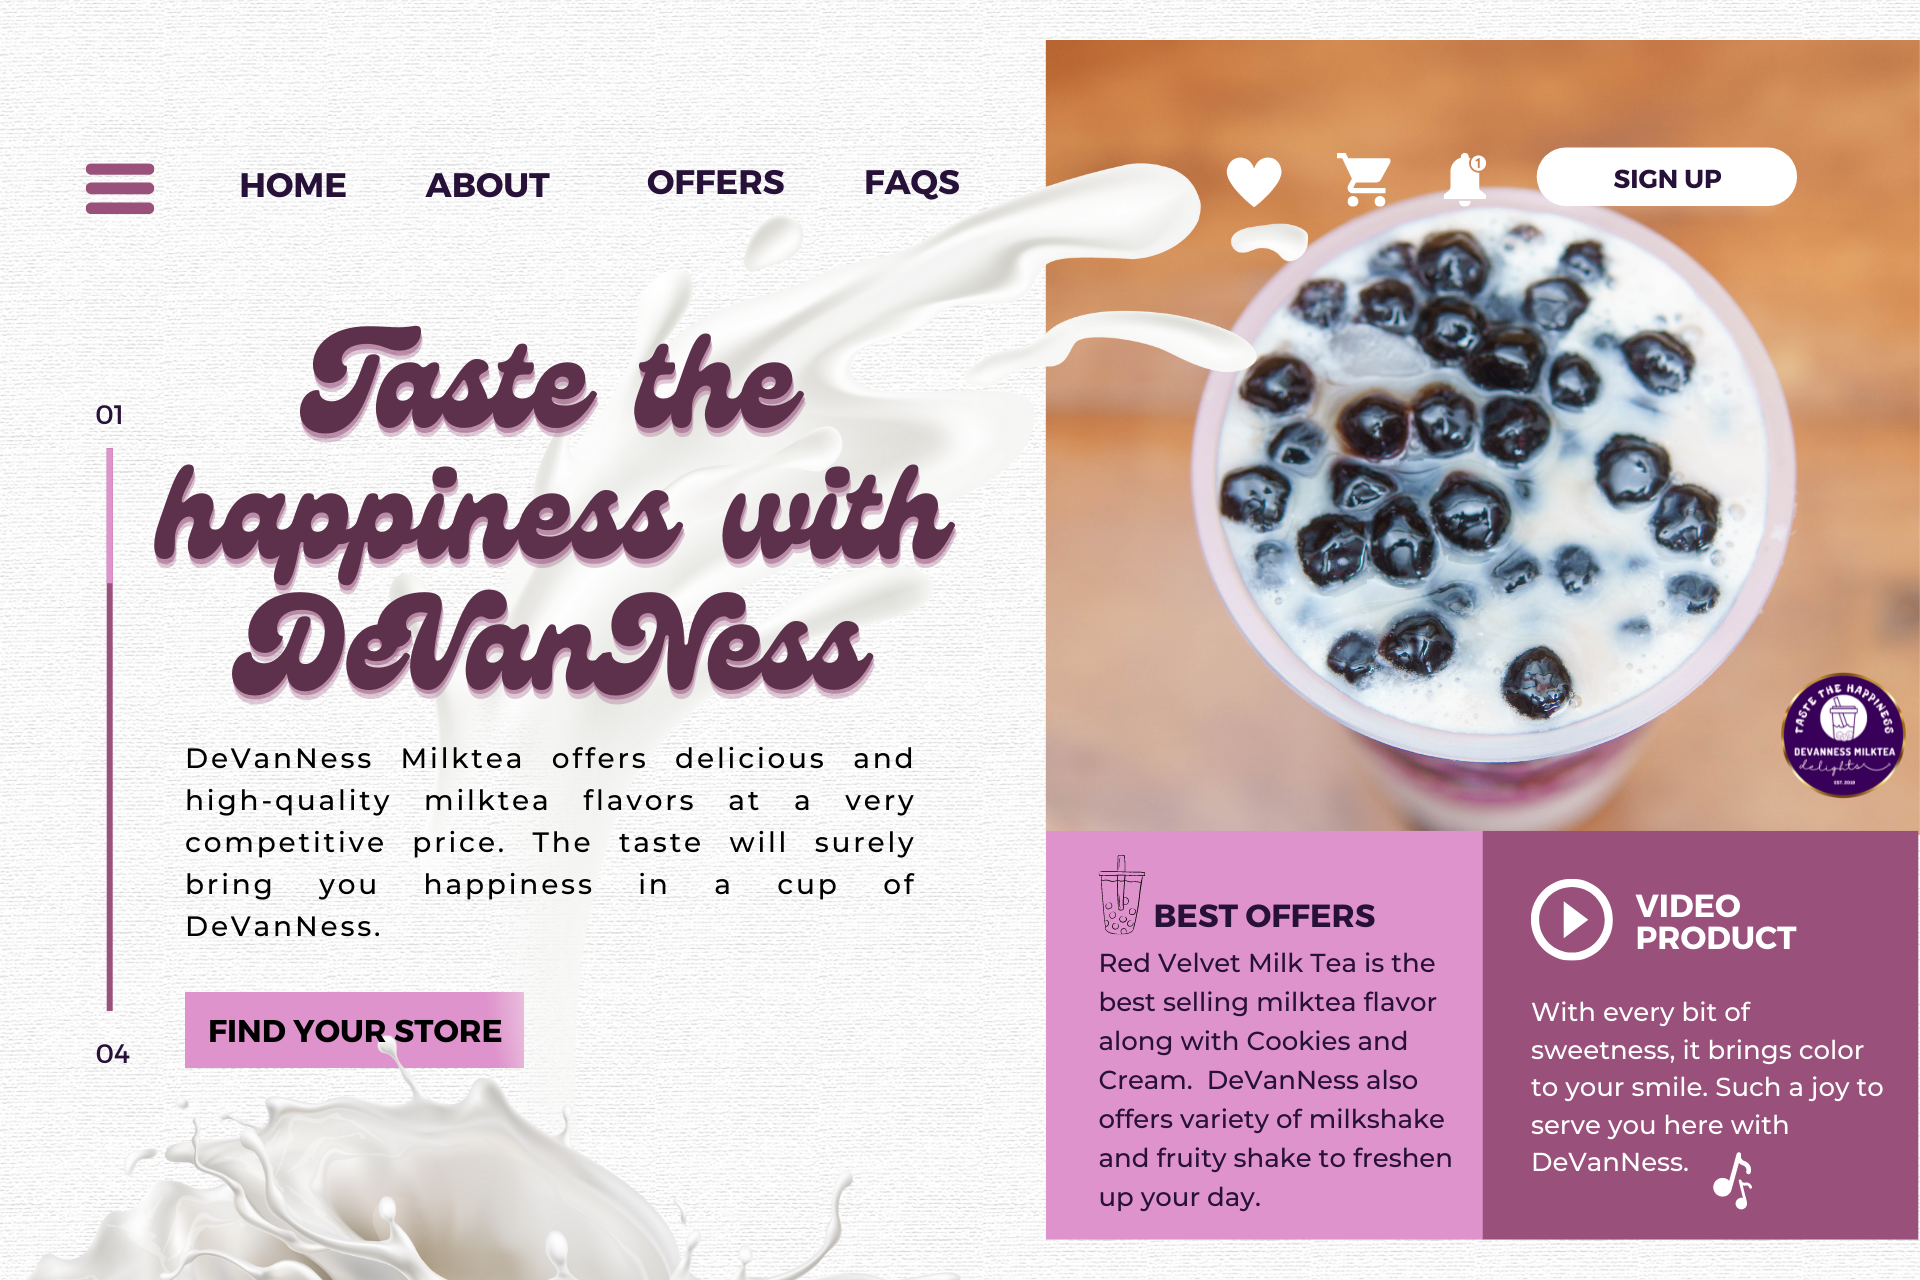 HOME ABOUT OFFERS FAQS
1
SIGN UP
Taste the
happiness with
DeVanNess
01
04
DeVanNess Milktea offers delicious and
high-quality milktea flavors at a very
competitive price. The taste will surely
bring you happiness in a cup of
DeVanNess.
FIND YOUR STORE
TASTE THE HAPPINESS
DEVANNESS MILKTEA
delights
EST. 2019
BEST OFFERS
Red Velvet Milk Tea is the
best selling milktea flavor
along with Cookies and
Cream.  DeVanNess also
offers variety of milkshake
and fruity shake to freshen
up your day.
VIDEO
PRODUCT
With every bit of
sweetness, it brings color
to your smile. Such a joy to
serve you here with
DeVanNess.